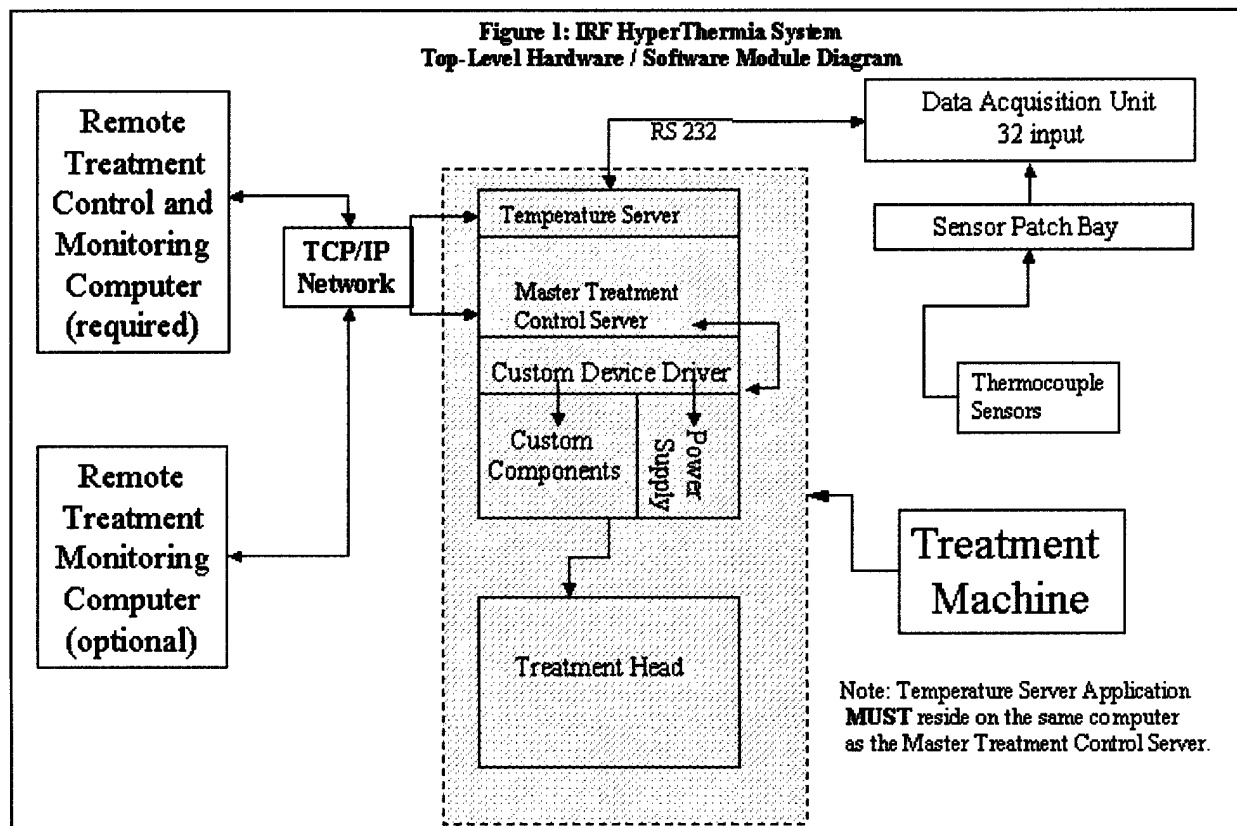 Figure 1: IRF HyperThermia System
Top-Level Hardware / Software Module Diagram
Remote
Treatment
Control and
Monitoring
Computer
(required)
TCP/IP
Network
Remote
Treatment
Monitoring
Computer
(optional)
RS 232
Temperature Server
Master Treatment
Control Server
Custom Device Driver
Custom
Components
Power
Supply
Treatment Head
Data Acquisition Unit
32 input
Sensor Patch Bay
Thermocouple
Sensors
Treatment
Machine
Note: Temperature Server Application
MUST reside on the same computer
as the Master Treatment Control Server.